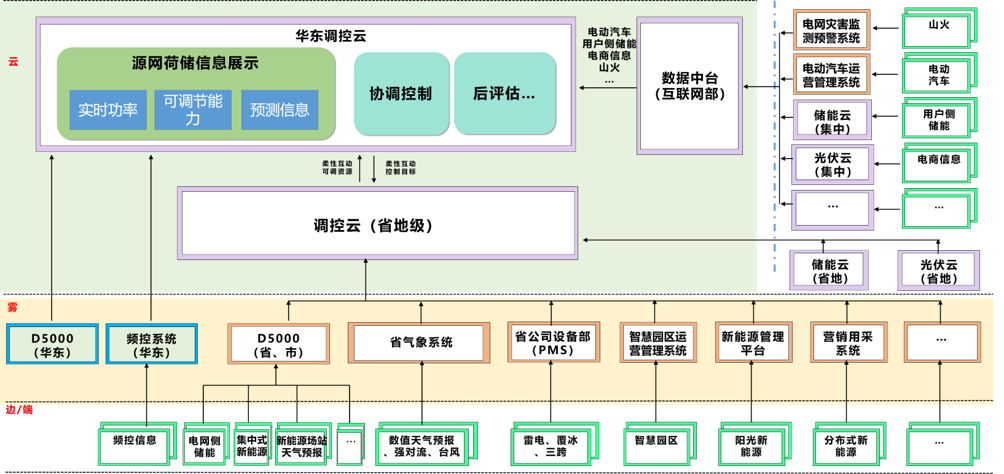 云
华东调控云
源网荷储信息展示
实时功率
可调节能
力
预测信息
协调控制
后评估...
电动汽车
用户侧储能
电商信息
山火
...
数据中台
（互联网部）
电网灾害监
测预警系统
山火
电动汽车运
营管理系统
电动
汽车
储能云
（集中）
用户侧
储能
光伏云
（集中）
电商信息
...
...
柔性互动
可调资源
柔性互动
控制目标
调控云（省地级）
储能云
（省地）
光伏云
（省地）
雾
D5000
（华东）
频控系统
（华东）
D5000
（省、市）
省气象系统
省公司设备部
（PMS）
智慧园区运
营管理系统
新能源管理
平台
营销用采
系统
...
边/端
频控信息
电网侧
储能
集中式
新能源
新能源场站
天气预报
...
数值天气预报
、强对流、台风
雷电、覆冰
、三跨
智慧园区
阳光新
能源
分布式新
能源
...